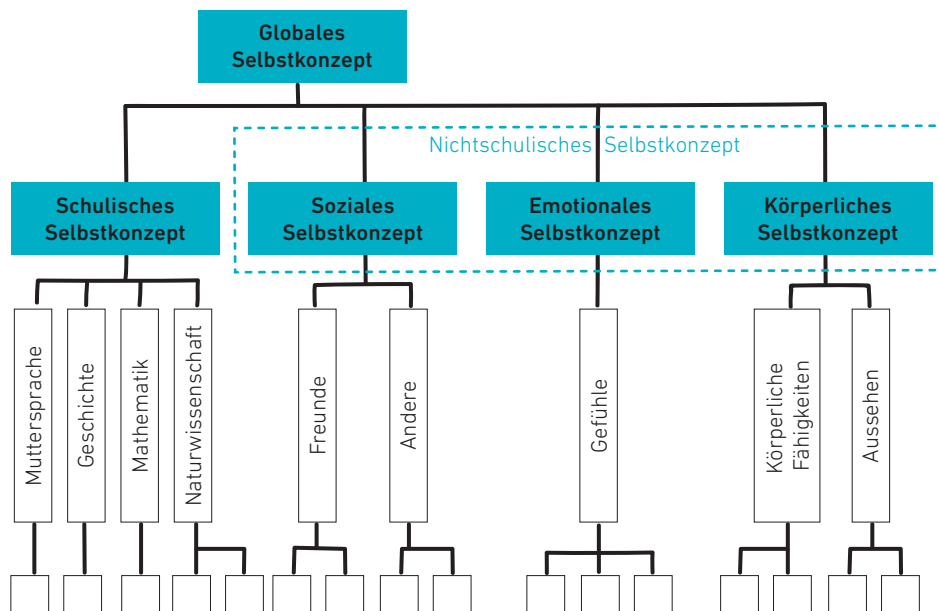 Globales
Selbstkonzept
Nichtschulisches Selbstkonzept
Schulisches
Selbstkonzept
Soziales
Selbstkonzept
Emotionales
Selbstkonzept
Körperliches
Selbstkonzept
Muttersprache
Geschichte
Mathematik
Naturwissenschaft
Freunde
Andere
Gefühle
Körperliche
Fähigkeiten
Aussehen